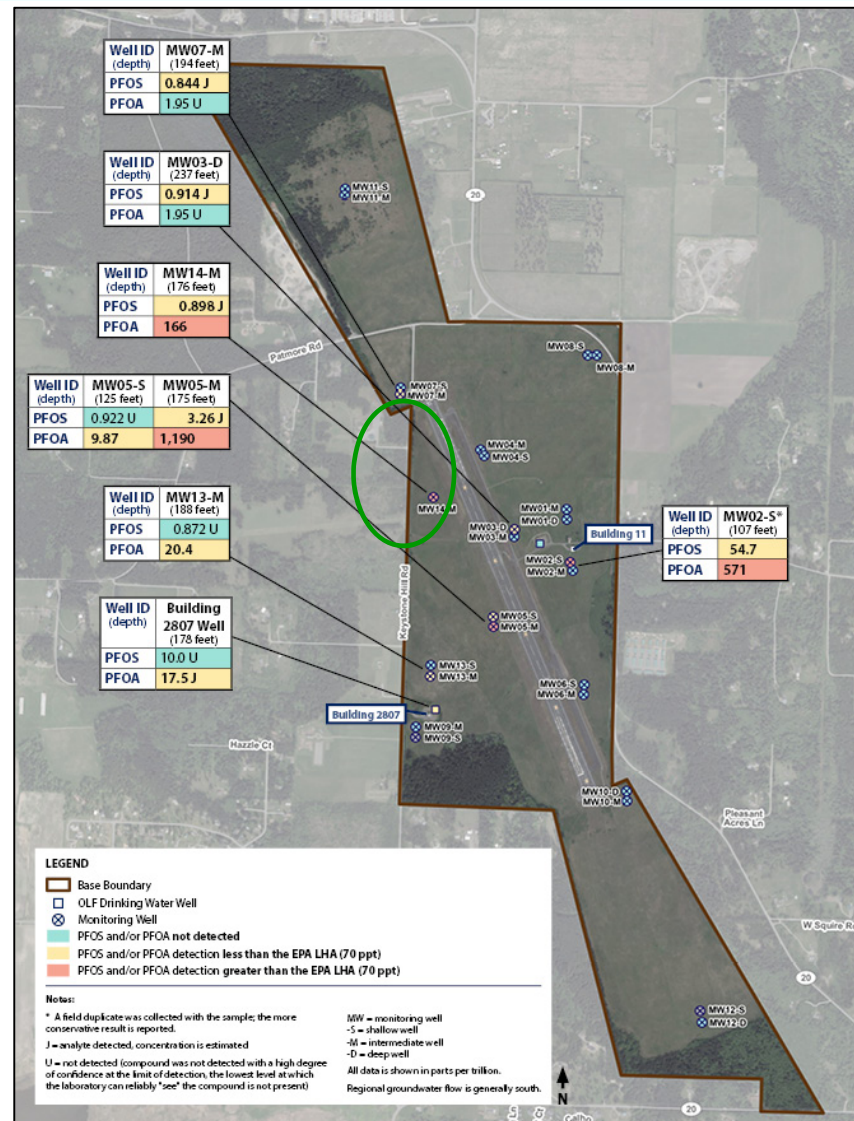 Well ID MW07-M
(depth) (194 feet)
PFOS 0.844 J
PFOA 1.95 U
Well ID MW03-D
(depth) (237 feet)
PFOS 0.914 J
PFOA 1.95 U
Well ID MW14-M
(depth) (176 feet)
PFOS 0.898 J
PFOA 166
Well ID MW05-S MW05-M
(depth) (125 feet) (175 feet)
PFOS 0.922 U 3.26 J
PFOA 9.87 1,190
Well ID MW13-M
(depth) (188 feet)
PFOS 0.872 U
PFOA 20.4
Well ID Building
(depth) 2807 Well
(178 feet)
PFOS 10.0 U
PFOA 17.5 J
Well ID MW02-S*
(depth) (107 feet)
PFOS 54.7
PFOA 571
MW11-S
MW11-M
20
Patmore Rd
MW08-S
MW08-M
MW07-S
MW07-M
MW04-M
MW04-S
MW14-M
MW01-M
MW01-D
MW03-D
MW03-M
Building 11
MW02-S
MW02-M
Keystone Hill Rd
MW05-S
MW05-M
MW13-S
MW13-M
MW06-S
MW06-M
Building 2807
MW09-M
MW09-S
Hazzle Ct
MW10-D
MW10-M
Pleasant
Acres Ln
W Squire Rd
20
MW12-S
MW12-D
20
LEGEND
Base Boundary
OLF Drinking Water Well
Monitoring Well
PFOS and/or PFOA not detected
PFOS and/or PFOA detection less than the EPA LHA (70 ppt)
PFOS and/or PFOA detection greater than the EPA LHA (70 ppt)
Notes:
* A field duplicate was collected with the sample; the more
conservative result is reported.
J = analyte detected, concentration is estimated
U = not detected (compound was not detected with a high degree
of confidence at the limit of detection, the lowest level at which
the laboratory can reliably "see" the compound is not present)
MW = monitoring well
-S = shallow well
-M = intermediate well
-D = deep well
All data is shown in parts per trillion.
Regional groundwater flow is generally south.
N